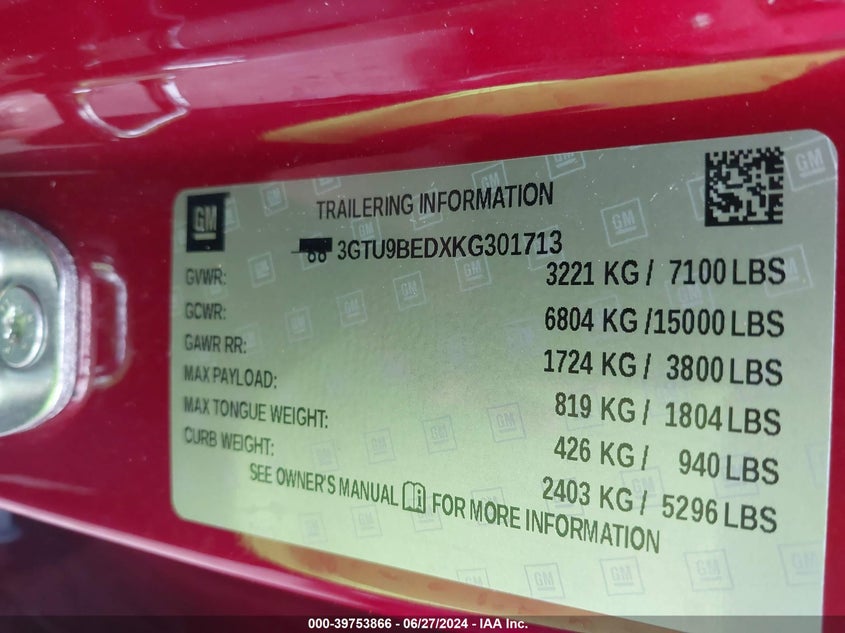 GM TRAILERING INFORMATION
3GTU9BEDXKG301713
GVWR: 3221 KG / 7100 LBS
GCWR: 6804 KG /15000 LBS
GAWR RR: 1724 KG / 3800 LBS
MAX PAYLOAD: 819 KG / 1804 LBS
MAX TONGUE WEIGHT: 426 KG / 940 LBS
CURB WEIGHT: 2403 KG / 5296 LBS
SEE OWNER'S MANUAL FOR MORE INFORMATION
000-39753866 - 06/27/2024 - IAA Inc.